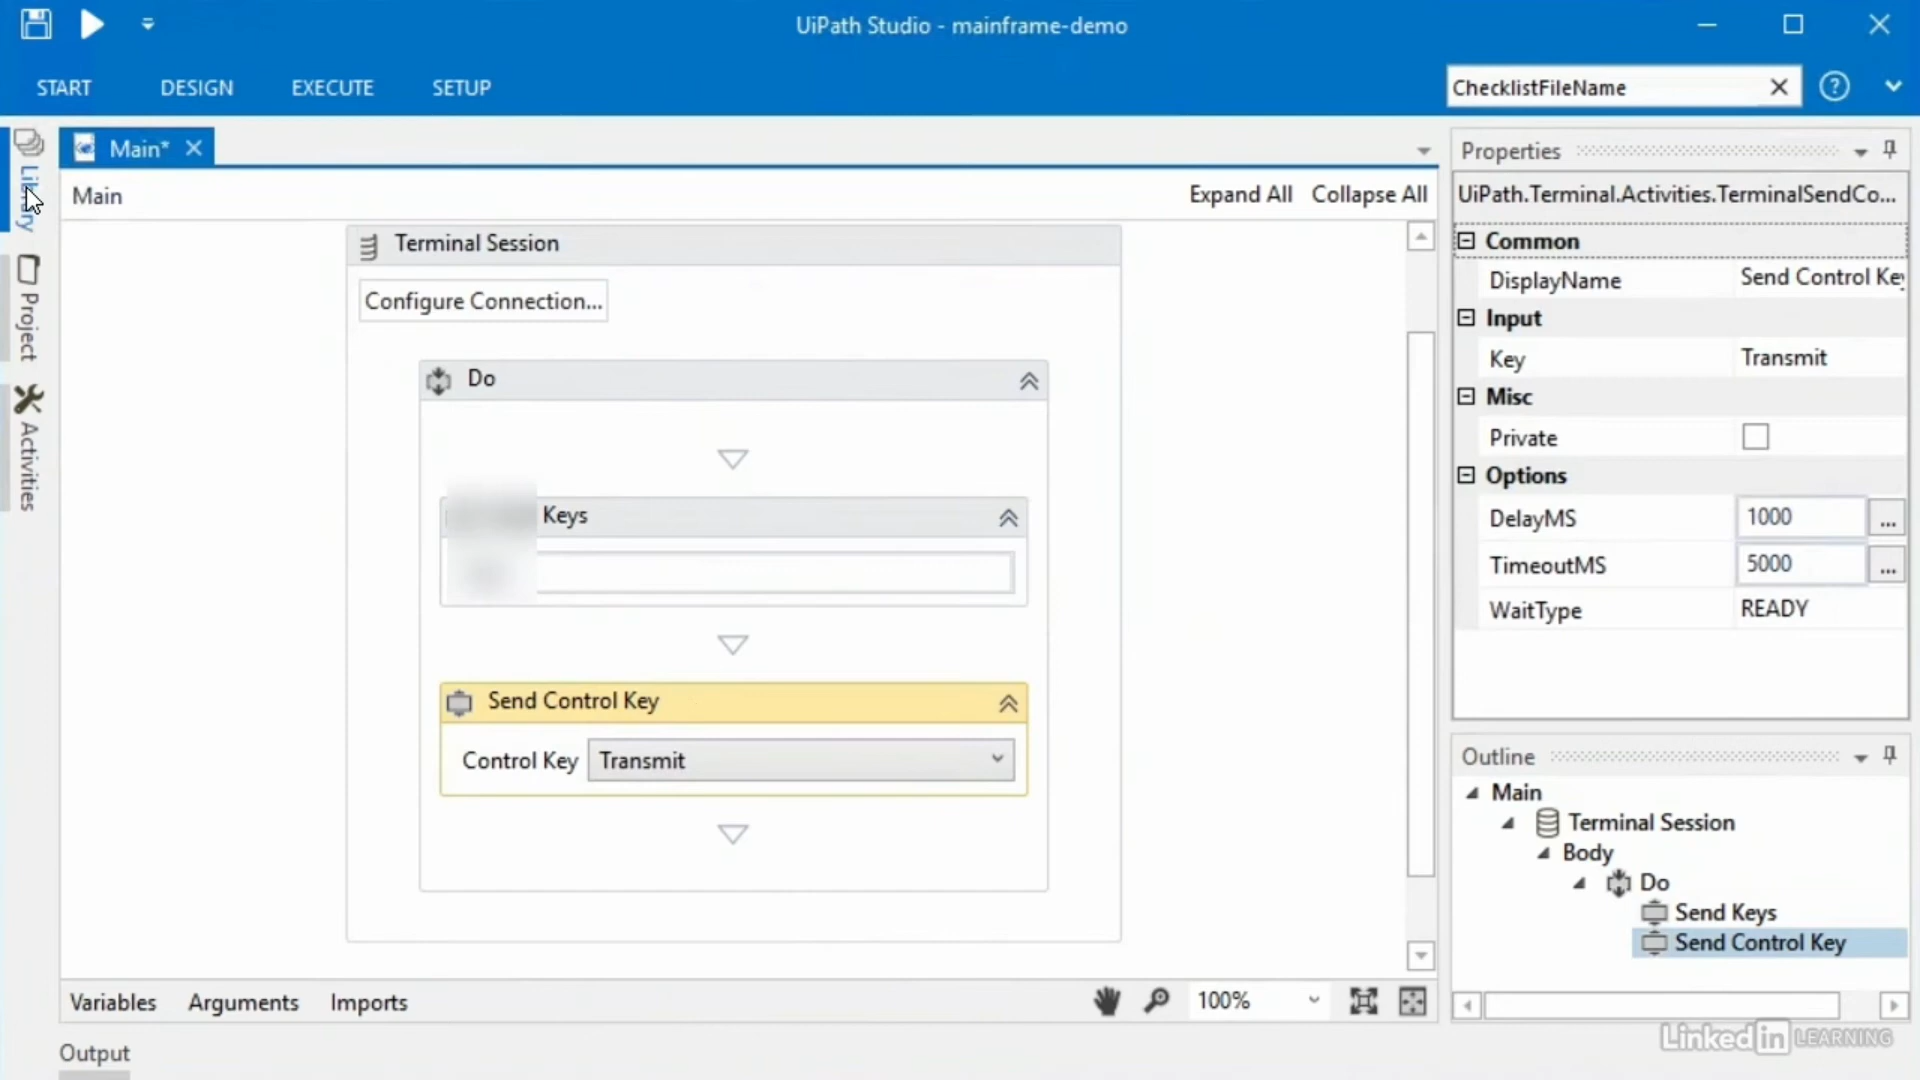 UiPath Studio - mainframe-demo
START DESIGN EXECUTE SETUP
ChecklistFileName
Library
Project
Activities
Main*
Main
Expand All Collapse All
Terminal Session
Configure Connection...
Do
Keys
Send Control Key
Control Key Transmit
Variables Arguments Imports
100%
Output
Properties
UiPath.Terminal.Activities.TerminalSendCo...
Common
DisplayName Send Control Key
Input
Key Transmit
Misc
Private
Options
DelayMS 1000 ...
TimeoutMS 5000 ...
WaitType READY
Outline
Main
Terminal Session
Body
Do
Send Keys
Send Control Key
Linked in LEARNING